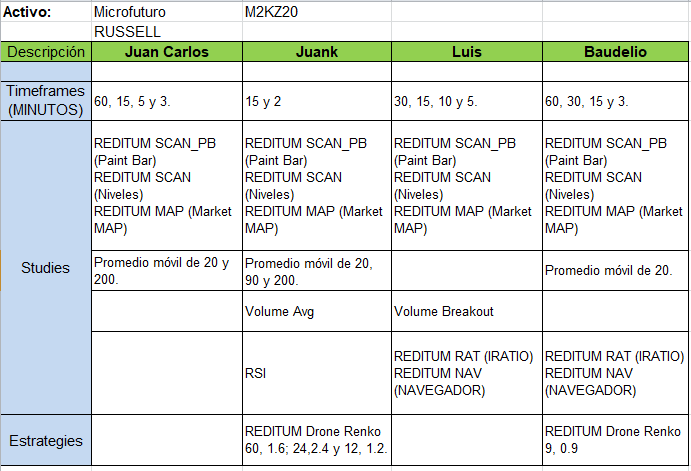 Activo: Microfuturo M2KZ20
RUSSELL
Descripción Juan Carlos Juank Luis Baudelio
Timeframes
(MINUTOS)
60, 15, 5 y 3.
15 y 2
30, 15, 10 y 5.
60, 30, 15 y 3.
Studies
REDITUM SCAN_PB
(Paint Bar)
REDITUM SCAN
(Niveles)
REDITUM MAP (Market
MAP)
REDITUM SCAN_PB
(Paint Bar)
REDITUM SCAN
(Niveles)
REDITUM MAP (Market
MAP)
REDITUM SCAN_PB
(Paint Bar)
REDITUM SCAN
(Niveles)
REDITUM MAP (Market
MAP)
REDITUM SCAN_PB
(Paint Bar)
REDITUM SCAN
(Niveles)
REDITUM MAP (Market
MAP)
Promedio móvil de 20 y
200.
Promedio móvil de 20,
90 y 200.
Promedio móvil de 20.
Volume Avg
Volume Breakout
RSI
REDITUM RAT (IRATIO)
REDITUM NAV
(NAVEGADOR)
REDITUM RAT (IRATIO)
REDITUM NAV
(NAVEGADOR)
Estrategies
REDITUM Drone Renko
60, 1.6; 24,2.4 y 12, 1.2.
REDITUM Drone Renko
9, 0.9